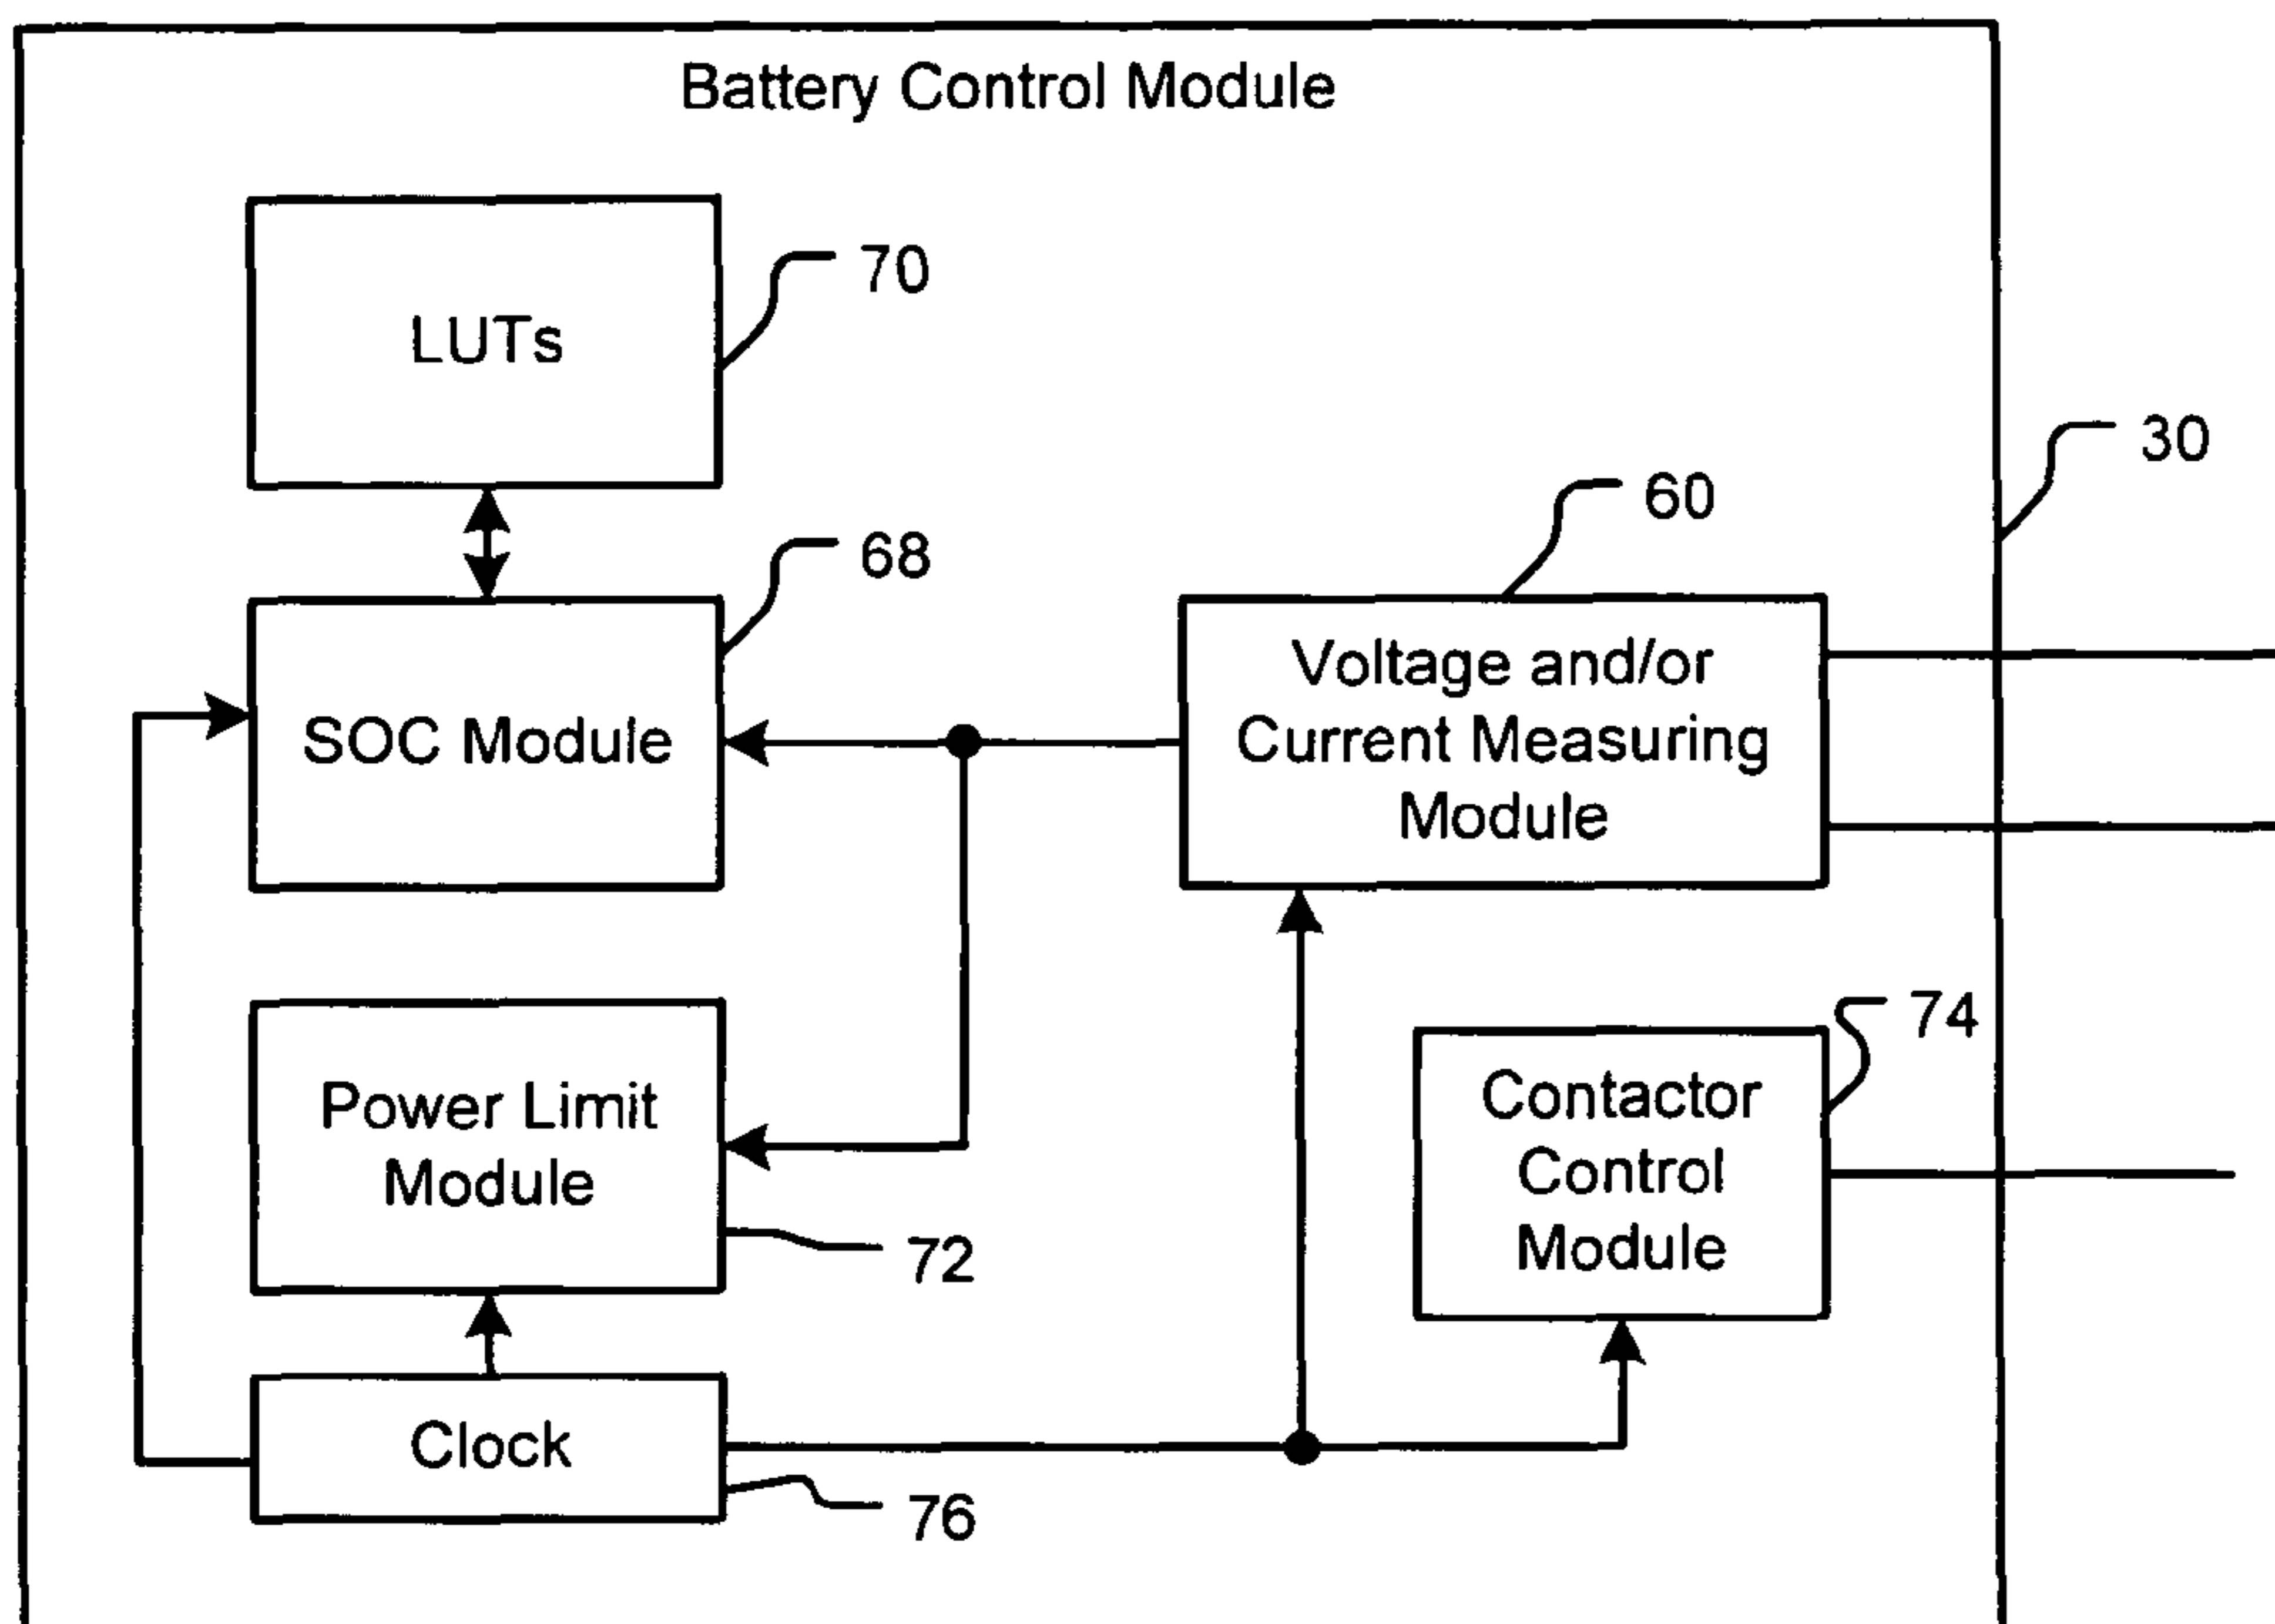 Battery Control Module
LUTs
70
30
60
68
SOC Module
Voltage and/or
Current Measuring
Module
Power Limit
Module
72
74
Contactor
Control
Module
Clock
76